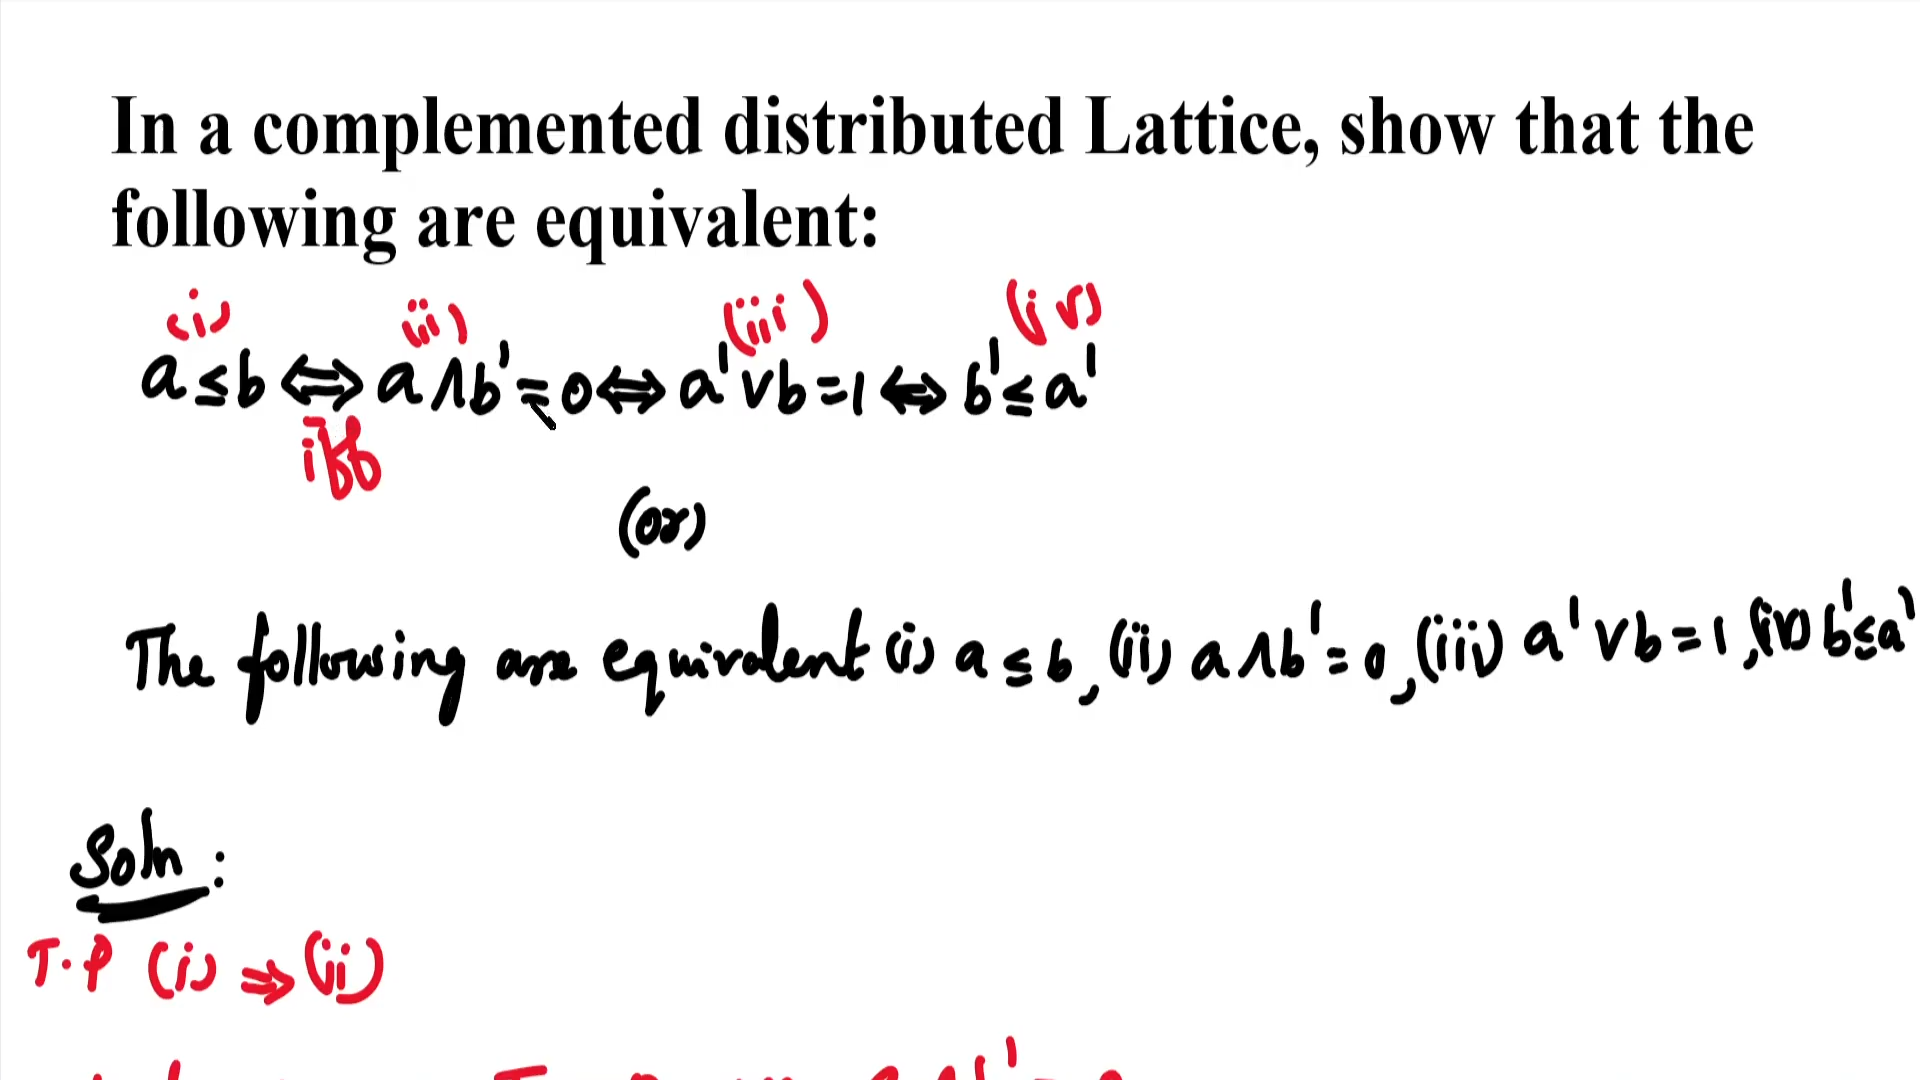 In a complemented distributed Lattice, show that the
following are equivalent:
(i) (ii) (iii) (iv)
a ≤ b ⇔ a ∧ b' = 0 ⇔ a' ∨ b = 1 ⇔ b' ≤ a'
iff
(or)
The following are equivalent (i) a ≤ b, (ii) a ∧ b' = 0, (iii) a' ∨ b = 1, (iv) b' ≤ a'
Soln :
T.P (i) ⇒ (ii)